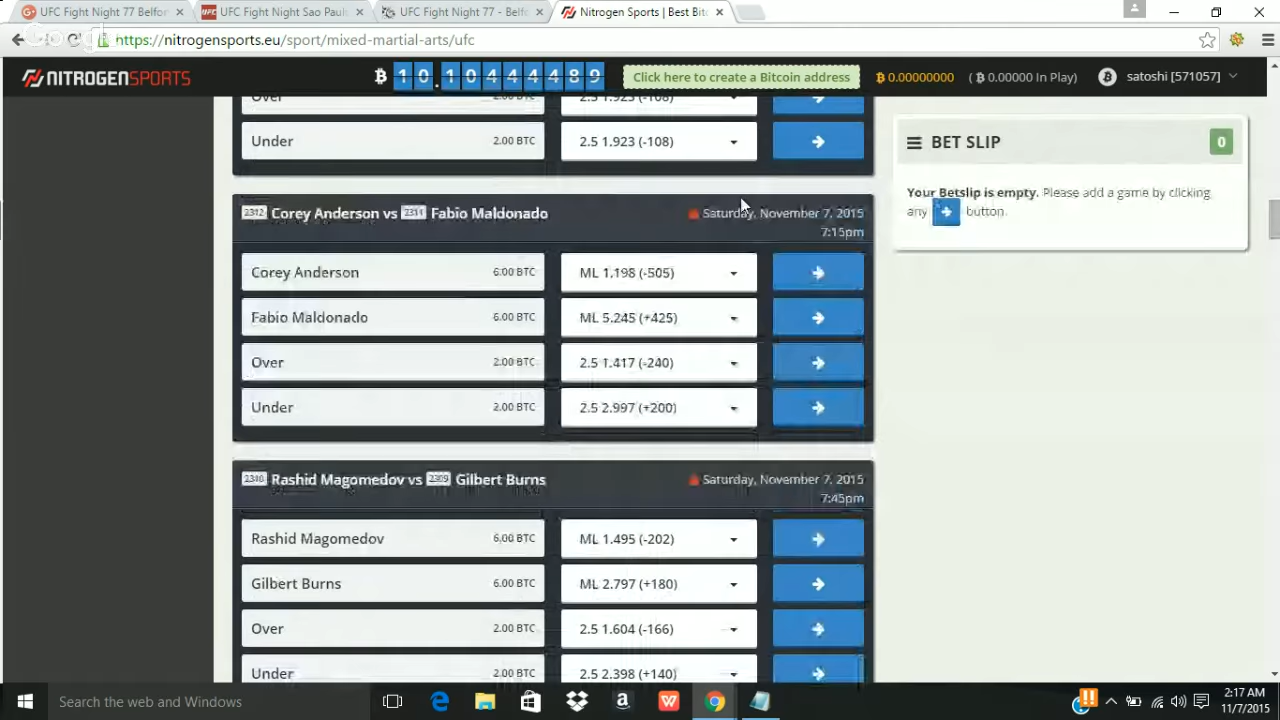 UFC Fight Night 77 Belfor
UFC Fight Night Sao Paul
UFC Fight Night 77 - Belf
Nitrogen Sports | Best Bit
https://nitrogensports.eu/sport/mixed-martial-arts/ufc
NITROGENSPORTS
10.10444489
Click here to create a Bitcoin address
0.00000000
( 0.00000 In Play)
satoshi [571057]
Over 2.00 BTC 2.5 1.923 (-108)
Under 2.00 BTC 2.5 1.923 (-108)
BET SLIP 0
Your Betslip is empty. Please add a game by clicking
any button.
2312 Corey Anderson vs 2311 Fabio Maldonado Saturday, November 7, 2015
7:15pm
Corey Anderson 6.00 BTC ML 1.198 (-505)
Fabio Maldonado 6.00 BTC ML 5.245 (+425)
Over 2.00 BTC 2.5 1.417 (-240)
Under 2.00 BTC 2.5 2.997 (+200)
2310 Rashid Magomedov vs 2309 Gilbert Burns Saturday, November 7, 2015
7:45pm
Rashid Magomedov 6.00 BTC ML 1.495 (-202)
Gilbert Burns 6.00 BTC ML 2.797 (+180)
Over 2.00 BTC 2.5 1.604 (-166)
Under 2.00 BTC 2.5 2.398 (+140)
Search the web and Windows
2:17 AM
11/7/2015